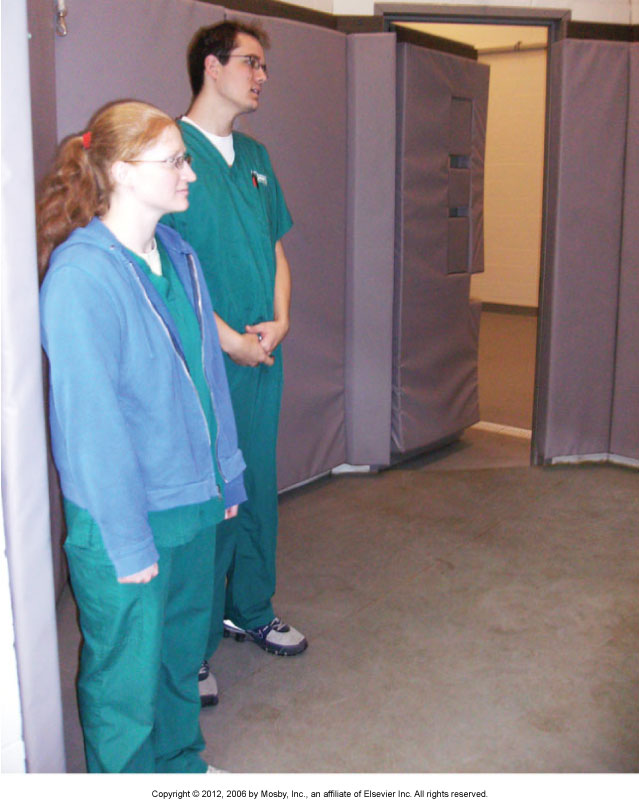 Copyright © 2012, 2006 by Mosby, Inc., an affiliate of Elsevier Inc. All rights reserved.